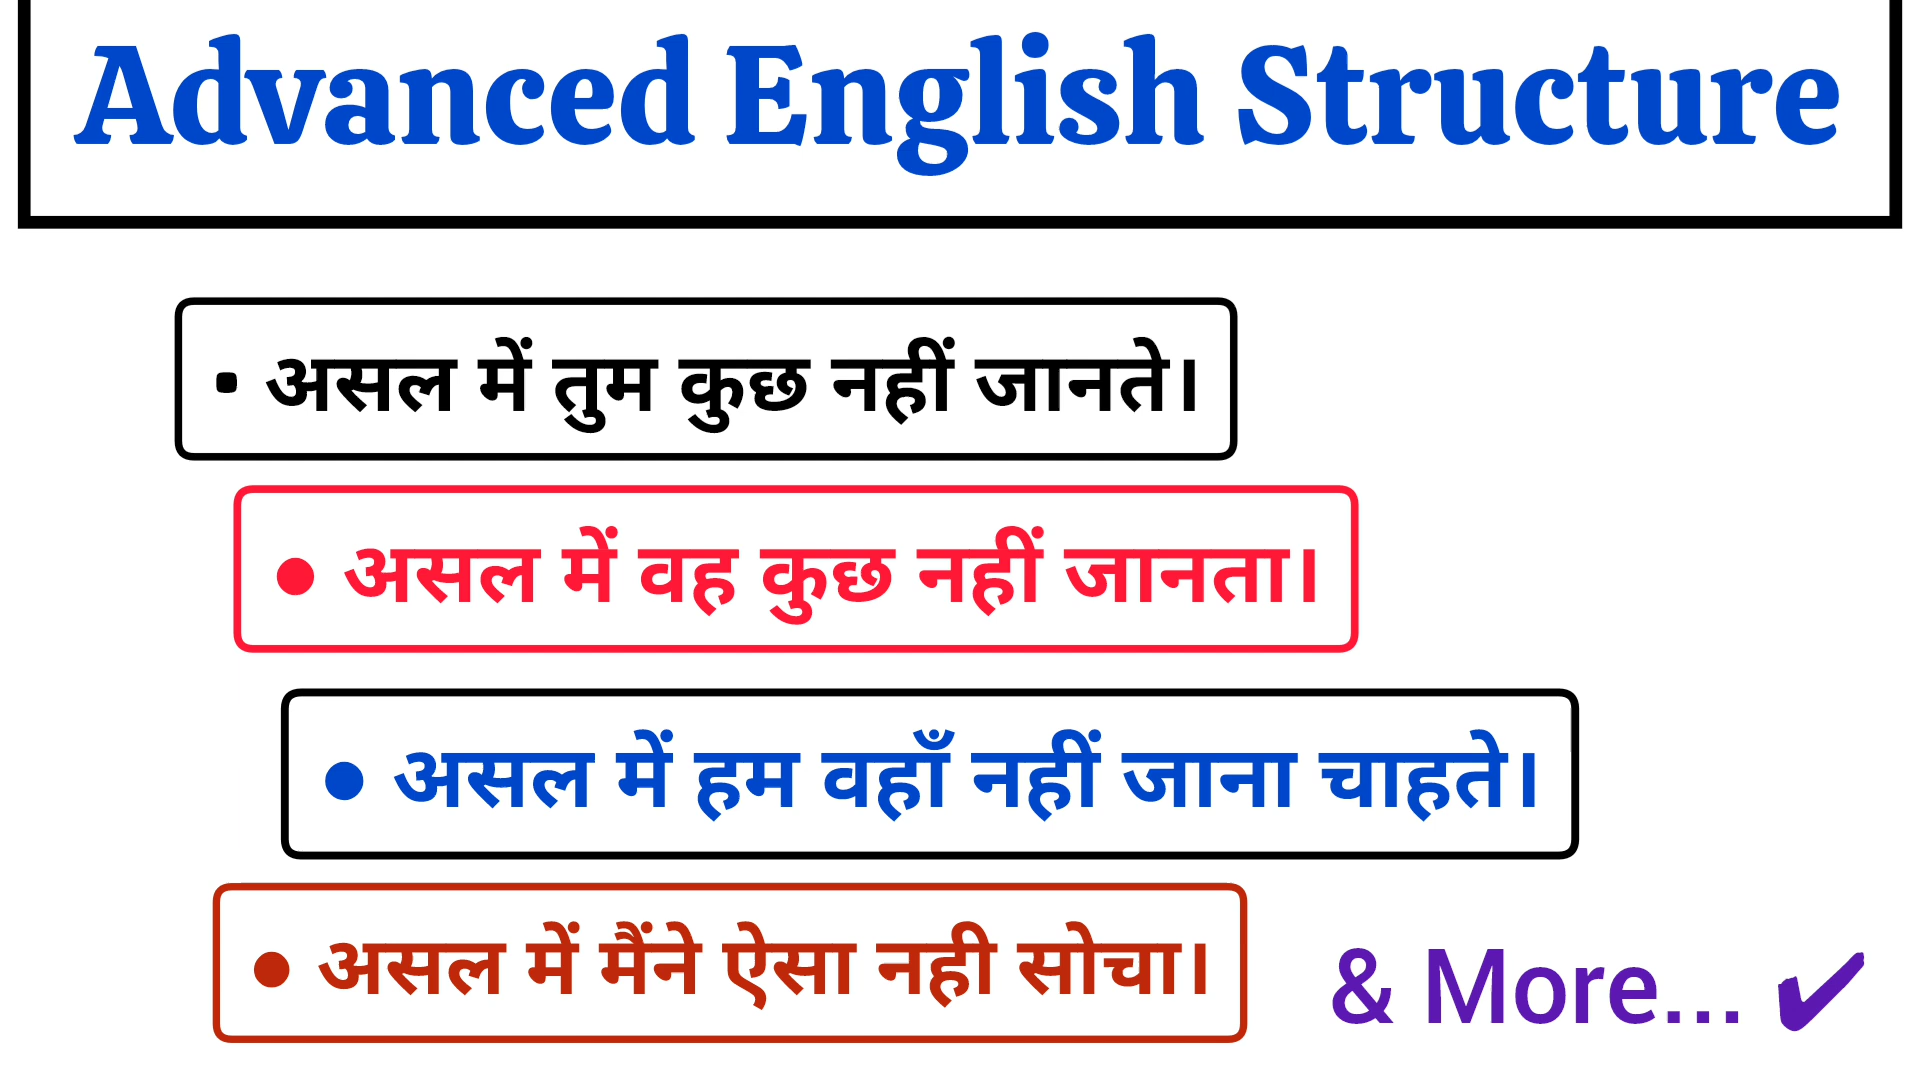 Advanced English Structure
• असल में तुम कुछ नहीं जानते।
• असल में वह कुछ नहीं जानता।
• असल में हम वहाँ नहीं जाना चाहते।
• असल में मैंने ऐसा नही सोचा।
& More... ✔